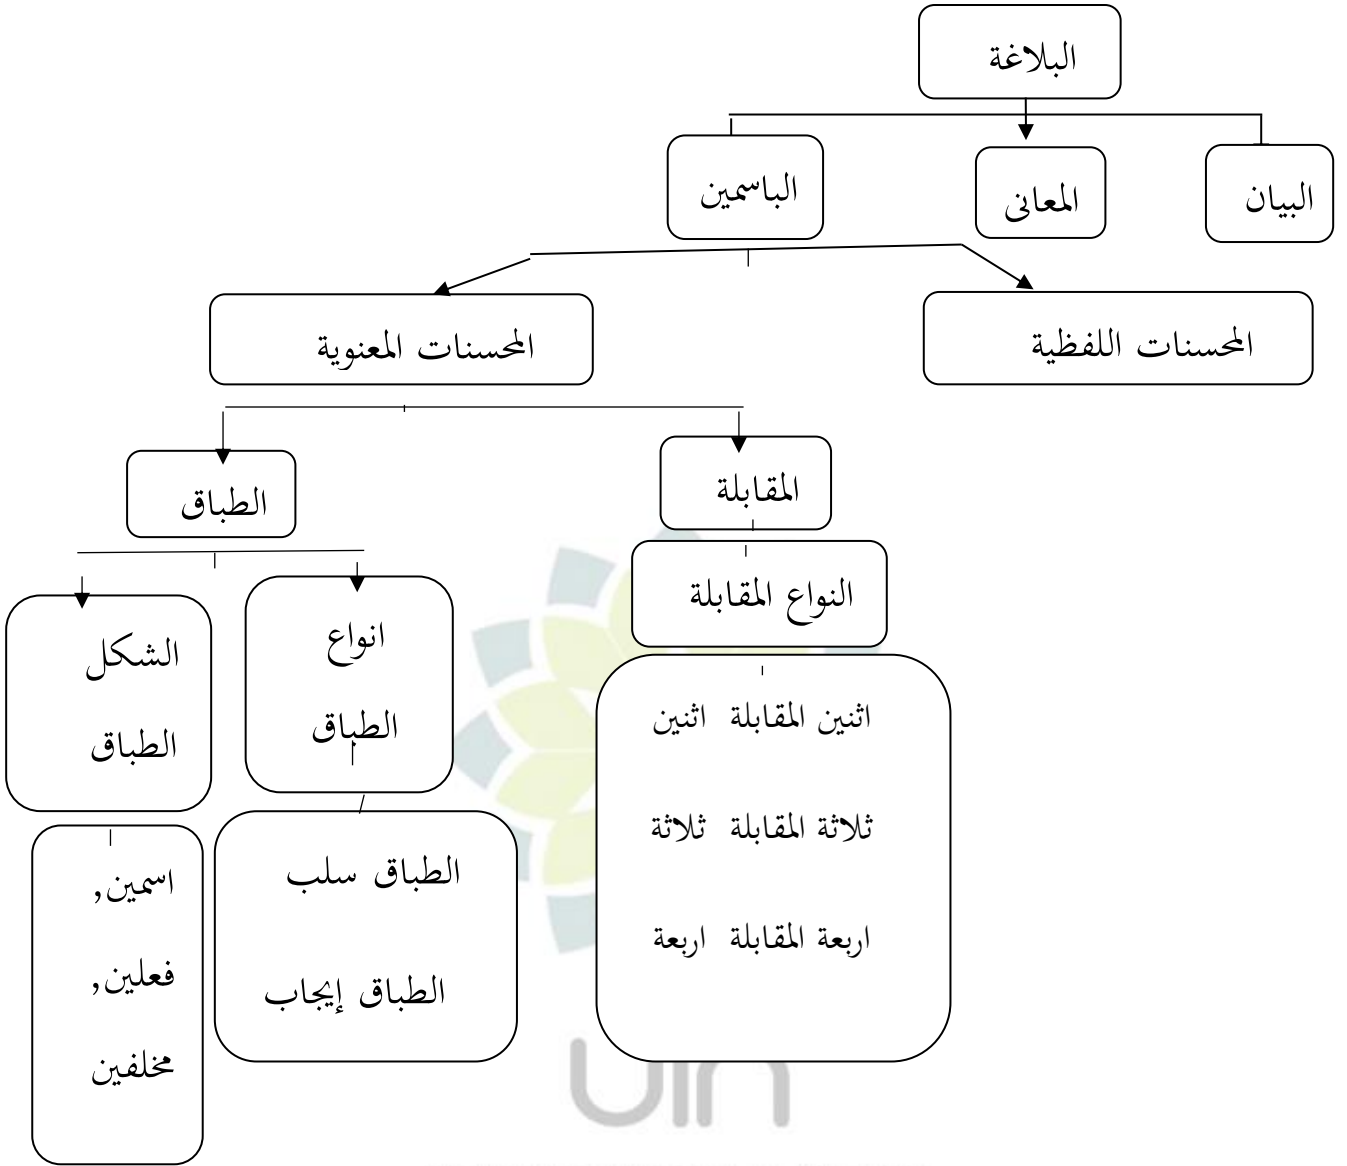 البلاغة
البيان
المعانى
الباسمين
المحسنات اللفظية
المحسنات المعنوية
المقابلة
الطباق
النواع المقابلة
اثنين المقابلة اثنين
ثلاثة المقابلة ثلاثة
اربعة المقابلة اربعة
انواع
الطباق
الطباق سلب
الطباق إيجاب
الشكل
الطباق
اسمين,
فعلين,
مخلفين
uin